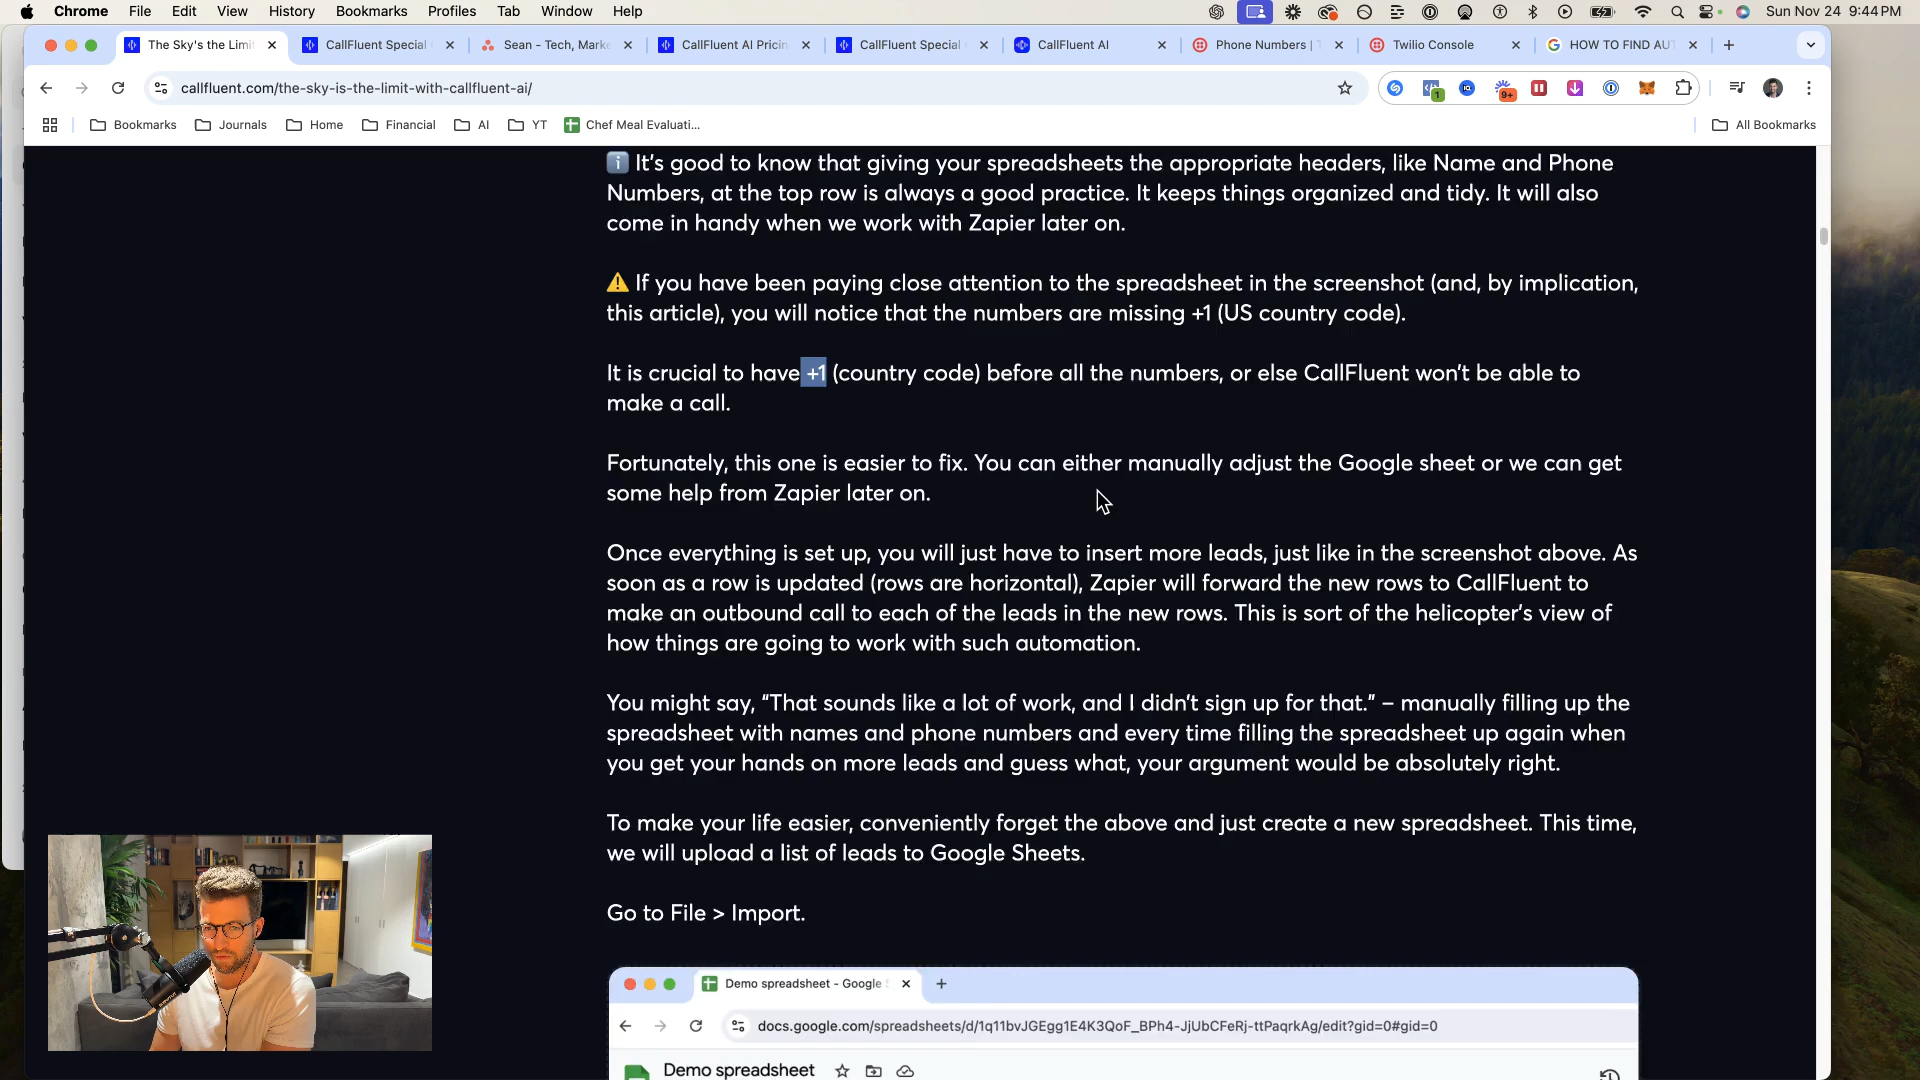 Chrome File Edit View History Bookmarks Profiles Tab Window Help
Sun Nov 24 9:44 PM
The Sky's the Limit
CallFluent Special
Sean - Tech, Marke
CallFluent AI Pricin
CallFluent Special
CallFluent AI
Phone Numbers |
Twilio Console
HOW TO FIND AUT
callfluent.com/the-sky-is-the-limit-with-callfluent-ai/
1
9+
Bookmarks Journals Home Financial AI YT Chef Meal Evaluati... All Bookmarks
It's good to know that giving your spreadsheets the appropriate headers, like Name and Phone
Numbers, at the top row is always a good practice. It keeps things organized and tidy. It will also
come in handy when we work with Zapier later on.
If you have been paying close attention to the spreadsheet in the screenshot (and, by implication,
this article), you will notice that the numbers are missing +1 (US country code).
It is crucial to have +1 (country code) before all the numbers, or else CallFluent won't be able to
make a call.
Fortunately, this one is easier to fix. You can either manually adjust the Google sheet or we can get
some help from Zapier later on.
Once everything is set up, you will just have to insert more leads, just like in the screenshot above. As
soon as a row is updated (rows are horizontal), Zapier will forward the new rows to CallFluent to
make an outbound call to each of the leads in the new rows. This is sort of the helicopter's view of
how things are going to work with such automation.
You might say, “That sounds like a lot of work, and I didn't sign up for that.” – manually filling up the
spreadsheet with names and phone numbers and every time filling the spreadsheet up again when
you get your hands on more leads and guess what, your argument would be absolutely right.
To make your life easier, conveniently forget the above and just create a new spreadsheet. This time,
we will upload a list of leads to Google Sheets.
Go to File > Import.
Demo spreadsheet - Google S
docs.google.com/spreadsheets/d/1q11bvJGEgg1E4K3QoF_BPh4-JjUbCFeRj-ttPaqrkAg/edit?gid=0#gid=0
Demo spreadsheet